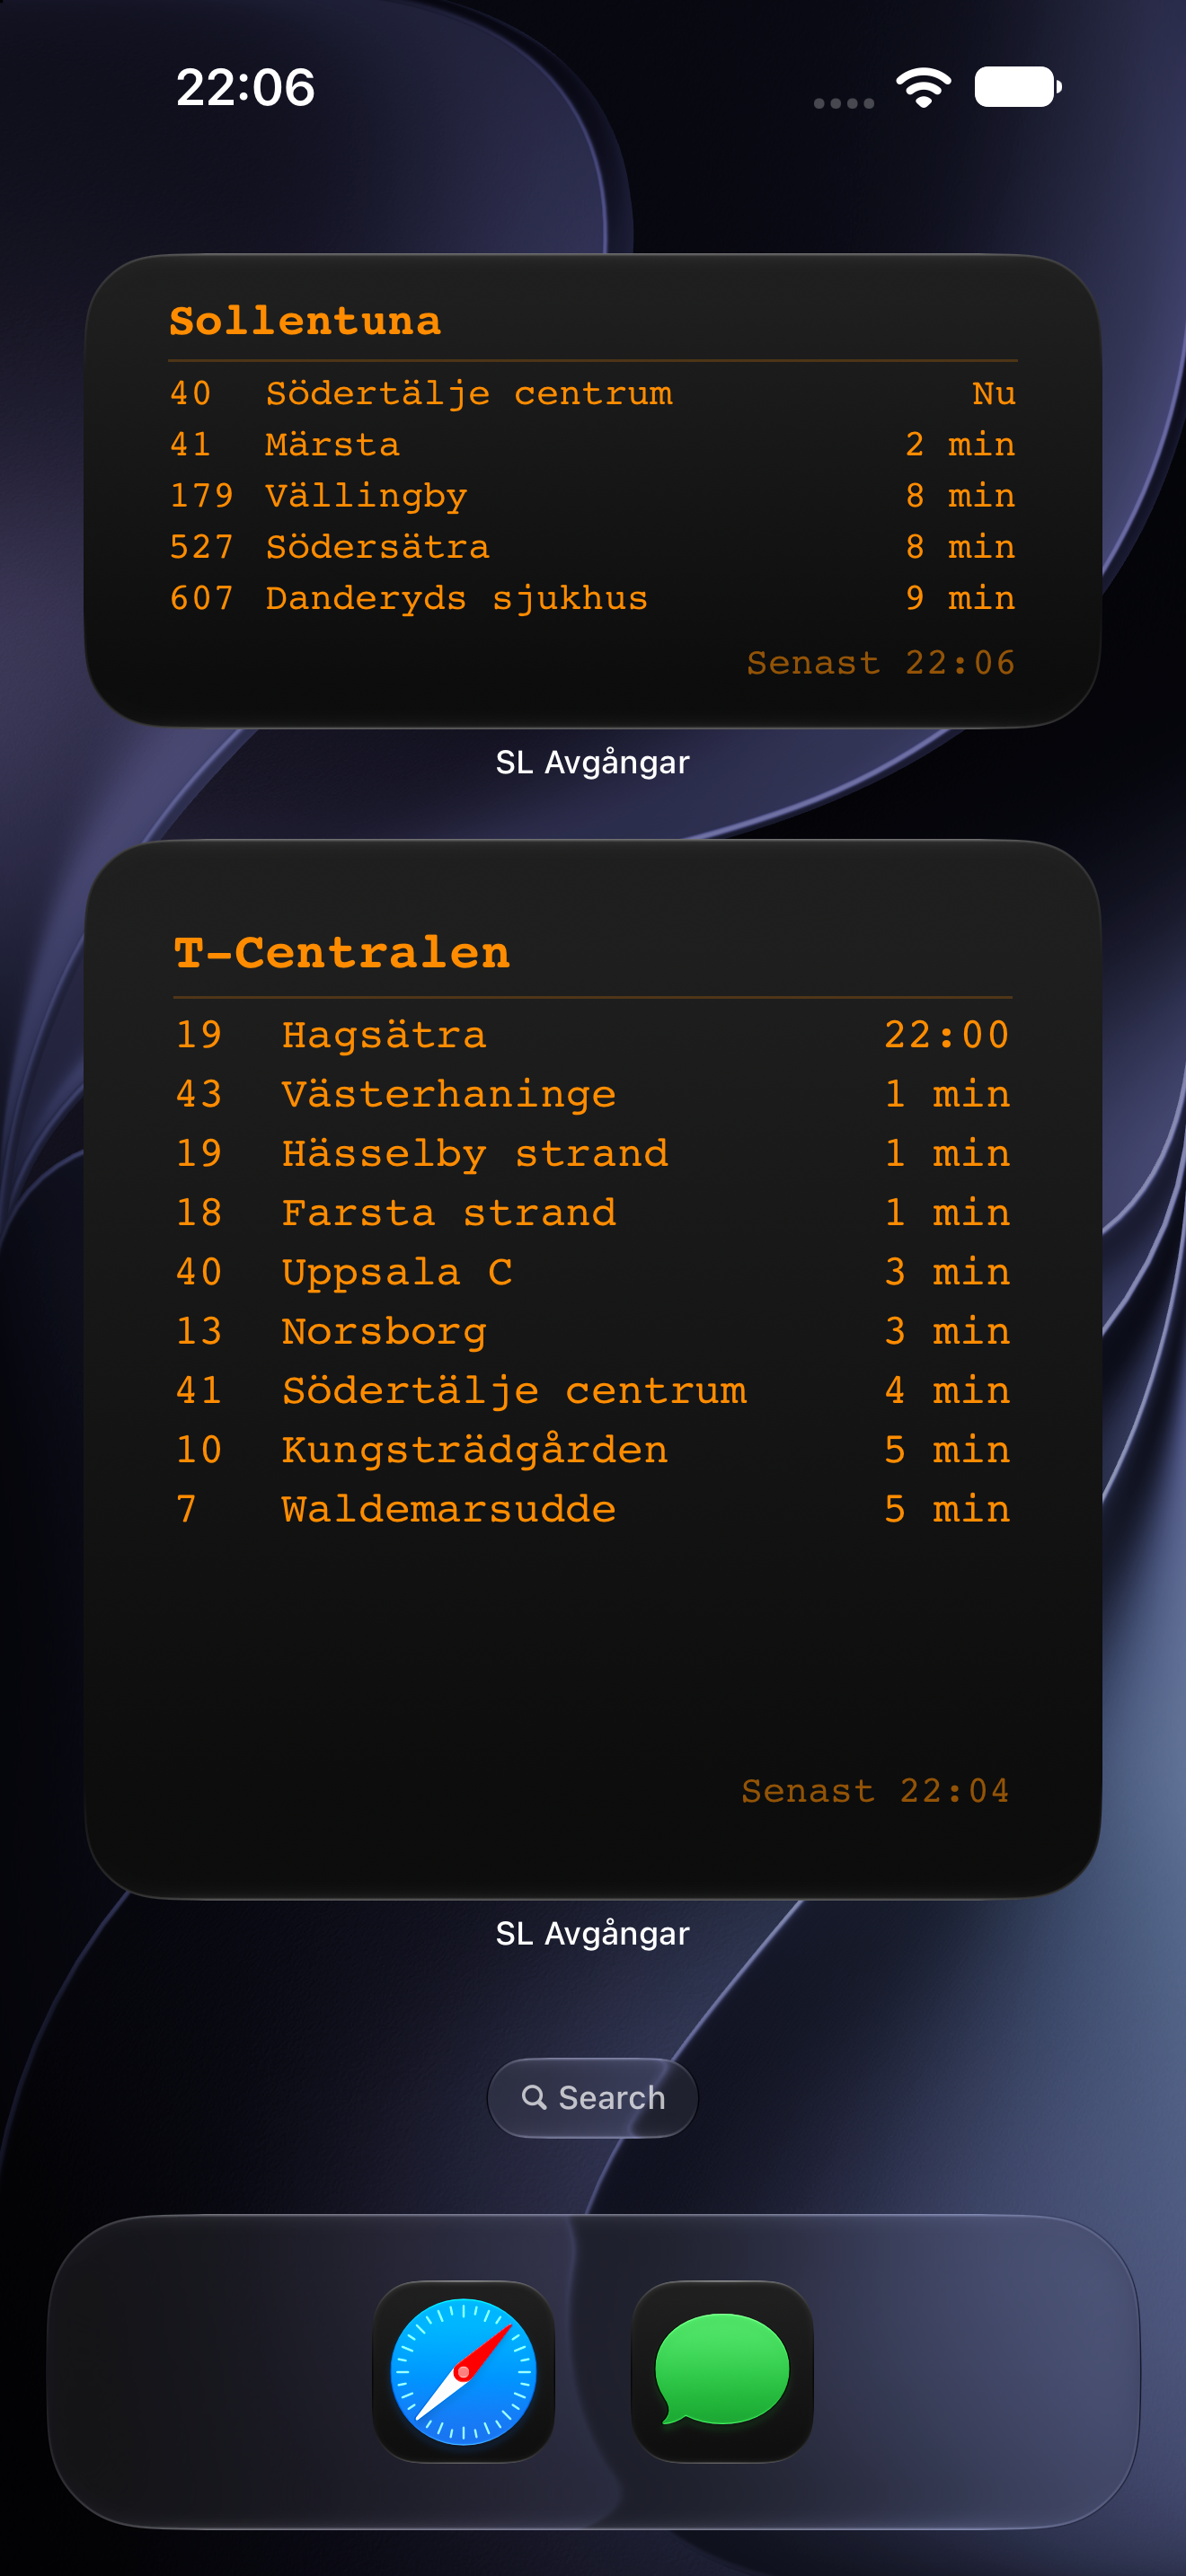 22:06
Sollentuna
40 Södertälje centrum Nu
41 Märsta 2 min
179 Vällingby 8 min
527 Södersätra 8 min
607 Danderyds sjukhus 9 min
Senast 22:06
SL Avgångar
T-Centralen
19 Hagsätra 22:00
43 Västerhaninge 1 min
19 Hässelby strand 1 min
18 Farsta strand 1 min
40 Uppsala C 3 min
13 Norsborg 3 min
41 Södertälje centrum 4 min
10 Kungsträdgården 5 min
7 Waldemarsudde 5 min
Senast 22:04
SL Avgångar
Search